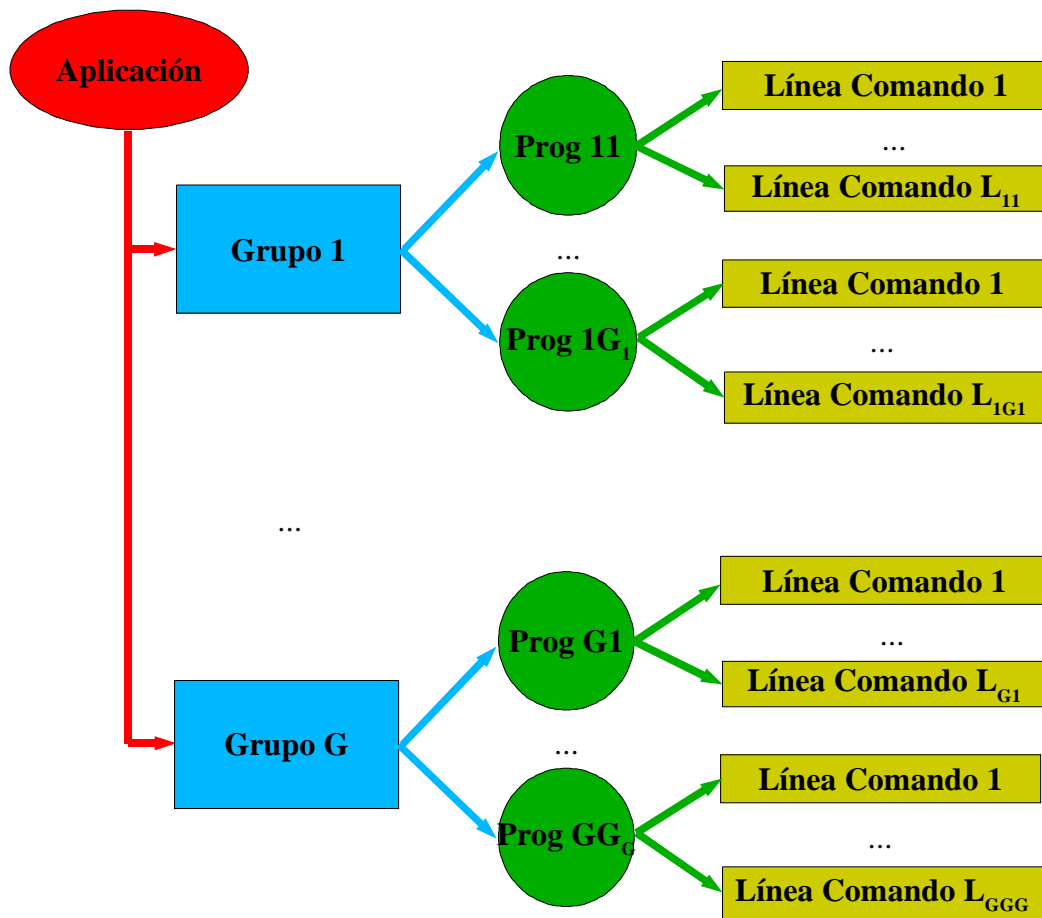 Aplicación
Grupo 1
Prog 11
Línea Comando 1
...
Línea Comando L11
...
Prog 1G1
Línea Comando 1
...
Línea Comando L1G1
...
Grupo G
Prog G1
Línea Comando 1
...
Línea Comando LG1
...
Prog GGG
Línea Comando 1
...
Línea Comando LGGG